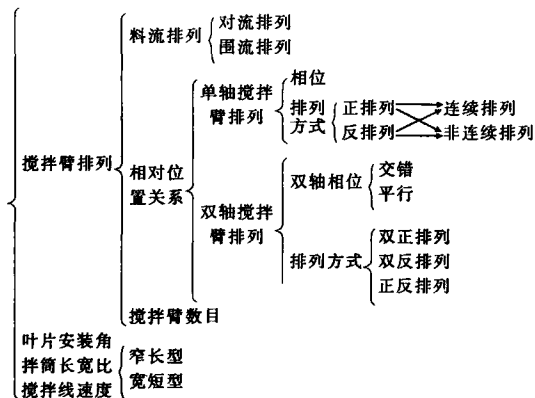 搅拌臂排列
料流排列
对流排列
围流排列
相对位
置关系
单轴搅拌
臂排列
相位
排列
方式
正排列
反排列
连续排列
非连续排列
双轴搅拌
臂排列
双轴相位
交错
平行
排列方式
双正排列
双反排列
正反排列
搅拌臂数目
叶片安装角
拌筒长宽比
窄长型
宽短型
搅拌线速度